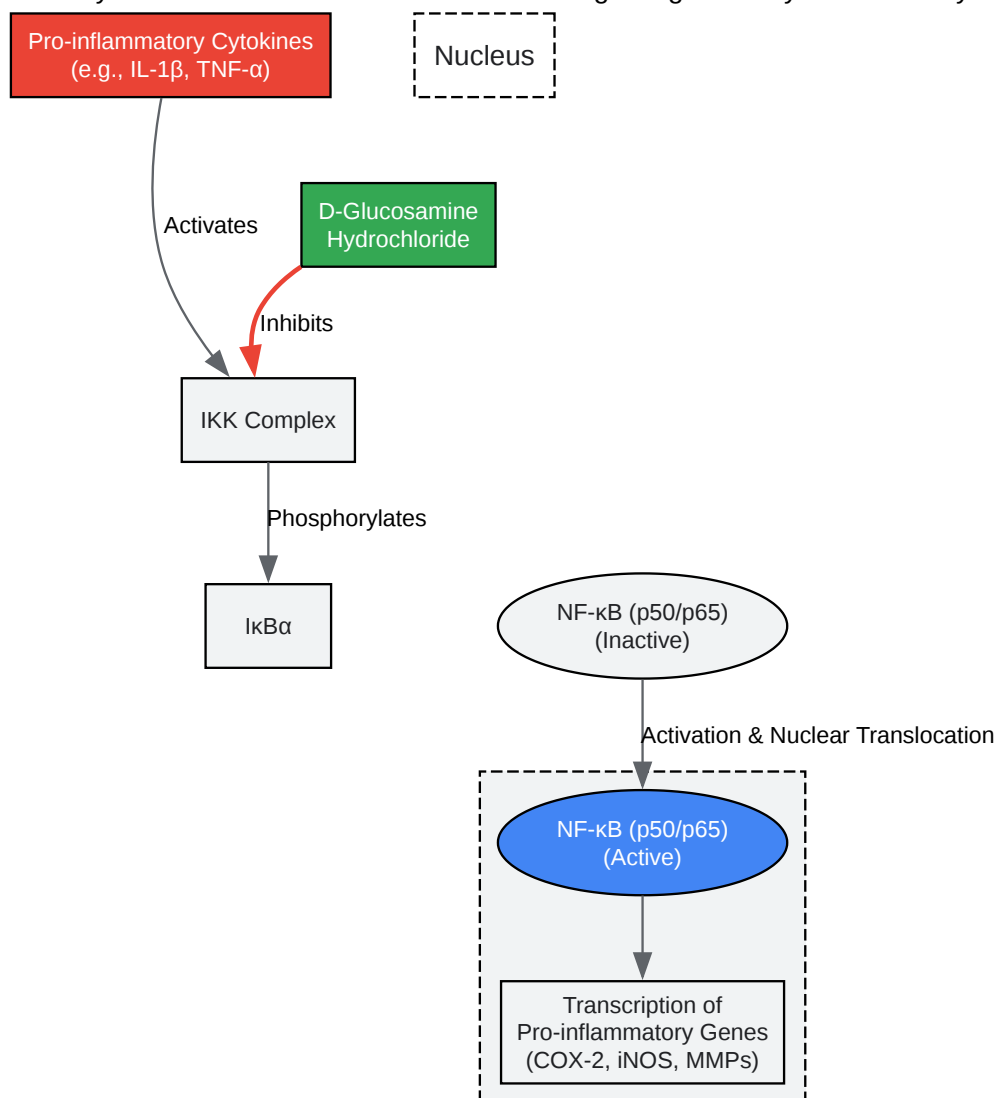 Pro-inflammatory Cytokines
(e.g., IL-1β, TNF-α)
Nucleus
D-Glucosamine
Hydrochloride
Activates
Inhibits
IKK Complex
Phosphorylates
IκBα
NF-κB (p50/p65)
(Inactive)
Activation & Nuclear Translocation
NF-κB (p50/p65)
(Active)
Transcription of
Pro-inflammatory Genes
(COX-2, iNOS, MMPs)